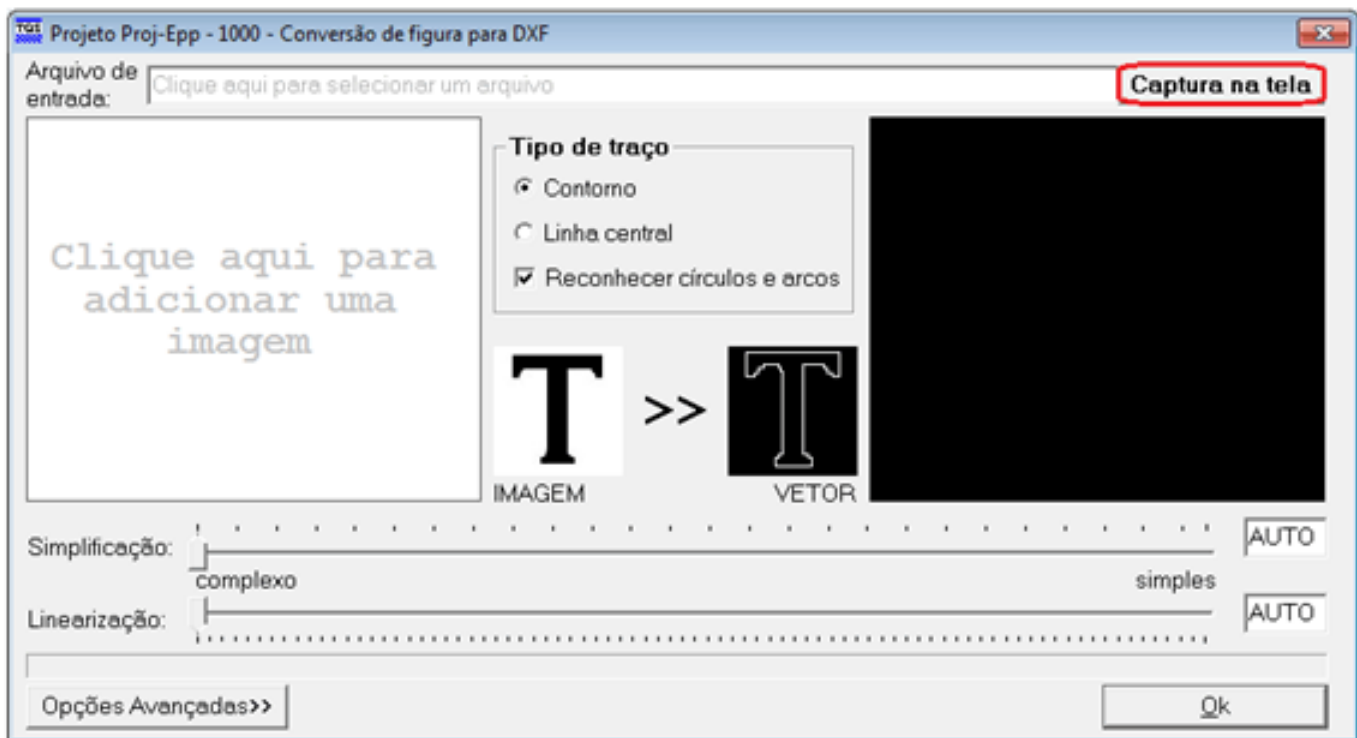 TQS Projeto Proj-Epp - 1000 - Conversão de figura para DXF
Arquivo de
entrada:
Clique aqui para selecionar um arquivo
Captura na tela
Clique aqui para
adicionar uma
imagem
Tipo de traço
Contorno
Linha central
Reconhecer círculos e arcos
T >> T
IMAGEM VETOR
Simplificação:
AUTO
complexo simples
Linearização:
AUTO
Opções Avançadas>>
Ok